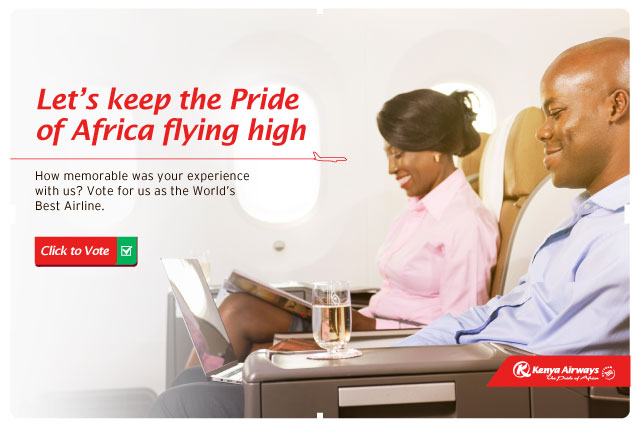 Let's keep the Pride
of Africa flying high
How memorable was your experience
with us? Vote for us as the World's
Best Airline.
Click to Vote
Kenya Airways
The Pride of Africa